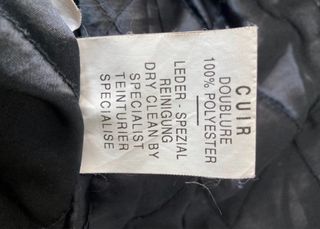 CUIR
DOUBLURE
100% POLYESTER
LEDER - SPEZIAL
REINIGUNG
DRY CLEAN BY
SPECIALIST
TEINTURIER
SPECIALISE